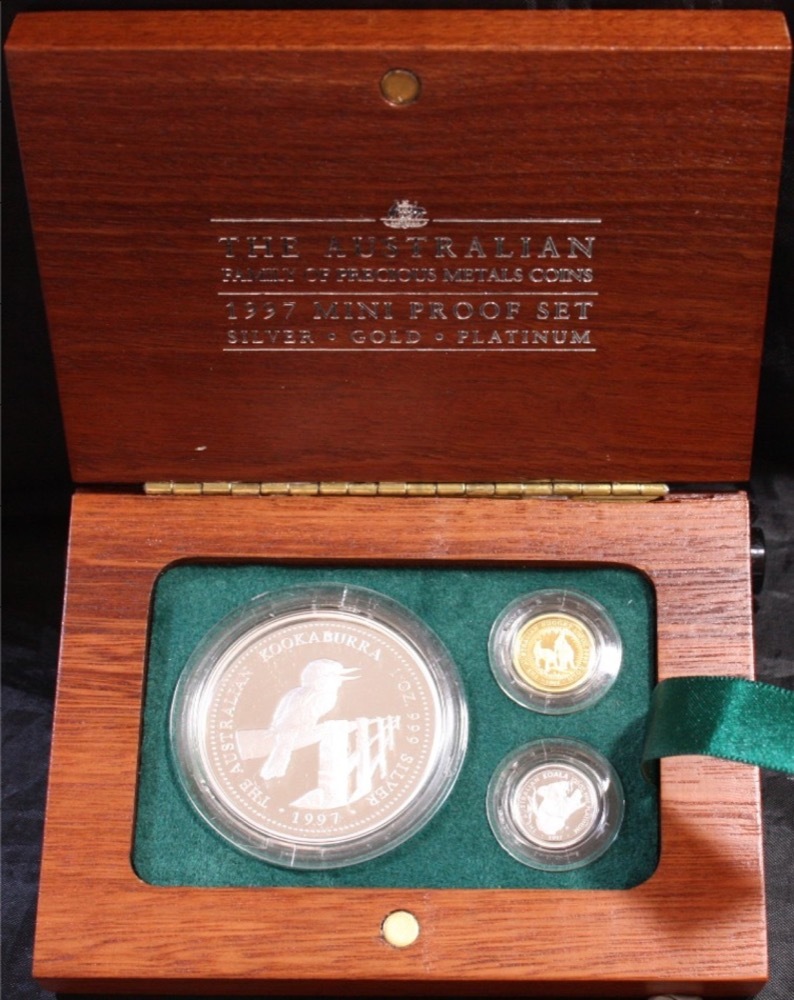 THE AUSTRALIAN
FAMILY OF PRECIOUS METALS COINS
1997 MINI PROOF SET
SILVER · GOLD · PLATINUM
THE AUSTRALIAN KOOKABURRA 1 OZ. 999 SILVER
· 1997 ·
KOALA